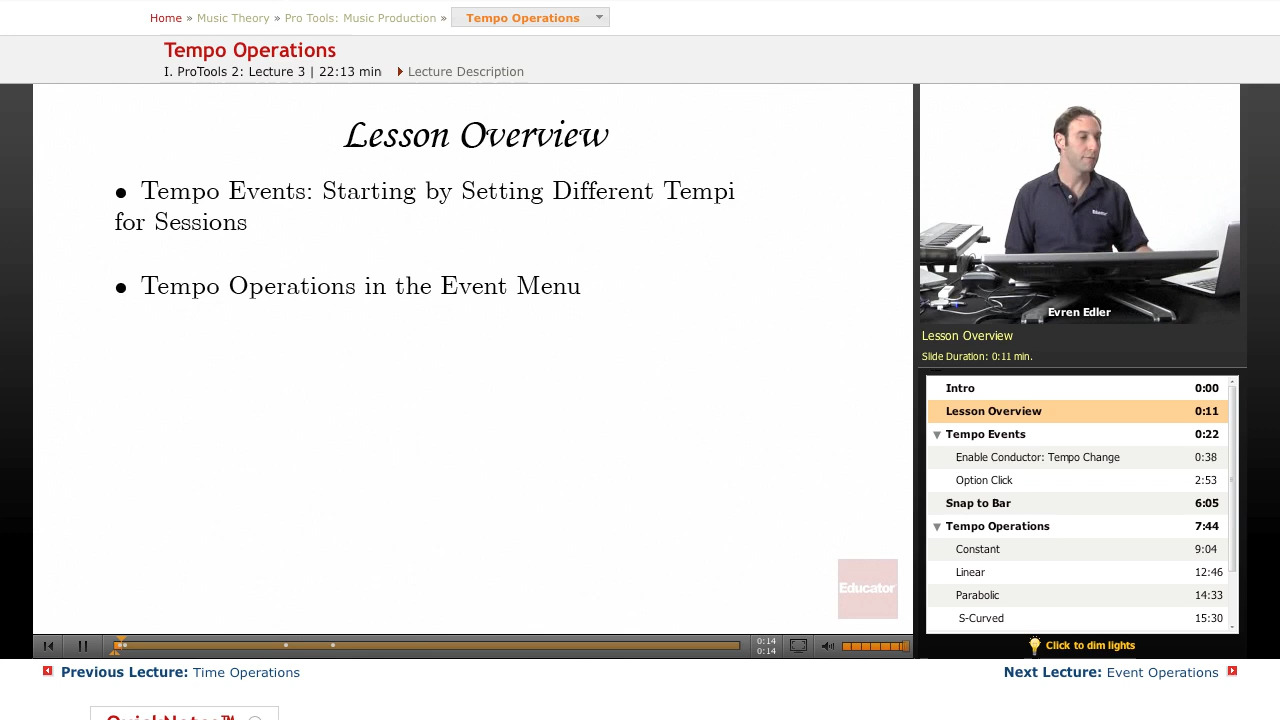 Home » Music Theory » Pro Tools: Music Production » Tempo Operations
Tempo Operations
I. ProTools 2: Lecture 3 | 22:13 min Lecture Description
Lesson Overview
• Tempo Events: Starting by Setting Different Tempi
for Sessions
• Tempo Operations in the Event Menu
Educator
Evren Edler
Lesson Overview
Slide Duration: 0:11 min.
Intro 0:00
Lesson Overview 0:11
Tempo Events 0:22
Enable Conductor: Tempo Change 0:38
Option Click 2:53
Snap to Bar 6:05
Tempo Operations 7:44
Constant 9:04
Linear 12:46
Parabolic 14:33
S-Curved 15:30
0:14
0:14
Click to dim lights
Previous Lecture: Time Operations
Next Lecture: Event Operations
QuickNotes™